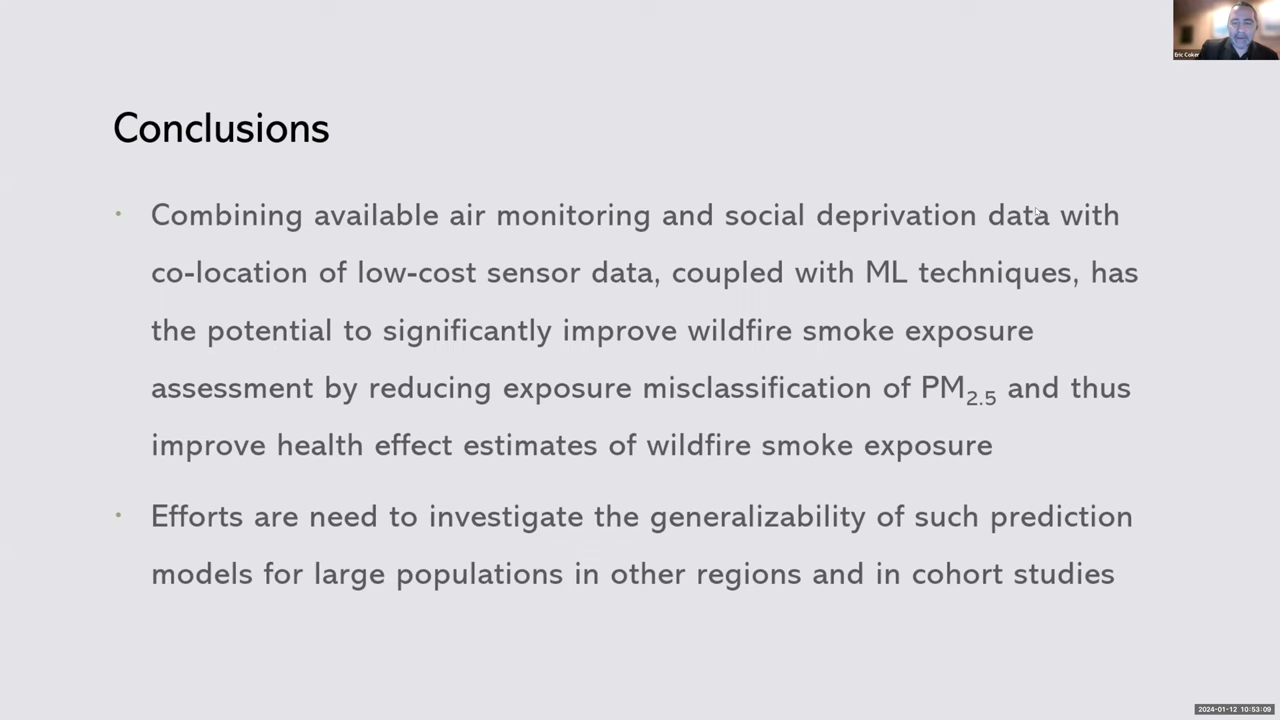 Eric Coker
Conclusions
• Combining available air monitoring and social deprivation data with
co-location of low-cost sensor data, coupled with ML techniques, has
the potential to significantly improve wildfire smoke exposure
assessment by reducing exposure misclassification of PM2.5 and thus
improve health effect estimates of wildfire smoke exposure
• Efforts are need to investigate the generalizability of such prediction
models for large populations in other regions and in cohort studies
2024-01-12 10:53:09